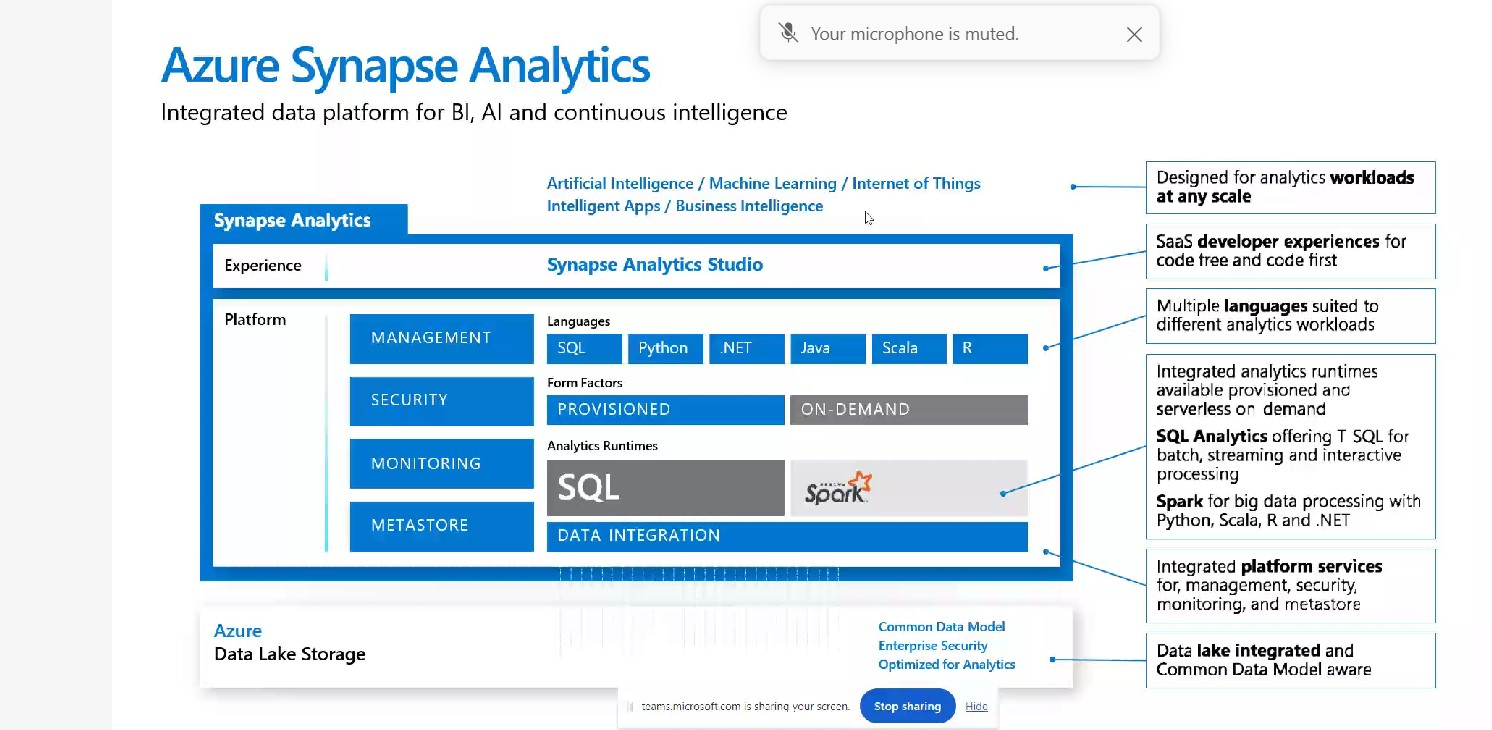 Your microphone is muted.
Azure Synapse Analytics
Integrated data platform for BI, AI and continuous intelligence
Artificial Intelligence / Machine Learning / Internet of Things
Intelligent Apps / Business Intelligence
Synapse Analytics
Experience
Synapse Analytics Studio
Platform
MANAGEMENT
SECURITY
MONITORING
METASTORE
Languages
SQL
Python
.NET
Java
Scala
R
Form Factors
PROVISIONED
ON-DEMAND
Analytics Runtimes
SQL
APACHE
Spark
DATA INTEGRATION
Azure
Data Lake Storage
Common Data Model
Enterprise Security
Optimized for Analytics
Designed for analytics workloads
at any scale
SaaS developer experiences for
code free and code first
Multiple languages suited to
different analytics workloads
Integrated analytics runtimes
available provisioned and
serverless on demand
SQL Analytics offering T SQL for
batch, streaming and interactive
processing
Spark for big data processing with
Python, Scala, R and .NET
Integrated platform services
for, management, security,
monitoring, and metastore
Data lake integrated and
Common Data Model aware
teams.microsoft.com is sharing your screen.
Stop sharing
Hide